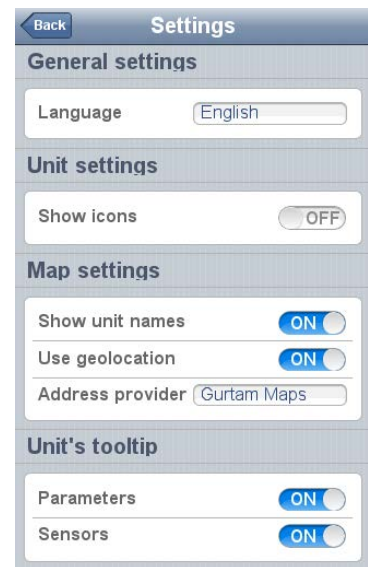 Back Settings
General settings
Language English
Unit settings
Show icons OFF
Map settings
Show unit names ON
Use geolocation ON
Address provider Gurtam Maps
Unit's tooltip
Parameters ON
Sensors ON